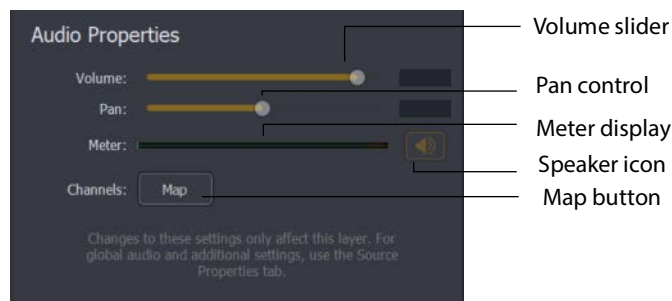 Audio Properties
Volume:
Pan:
Meter:
Channels: Map
Changes to these settings only affect this layer. For
global audio and additional settings, use the Source
Properties tab.
Volume slider
Pan control
Meter display
Speaker icon
Map button